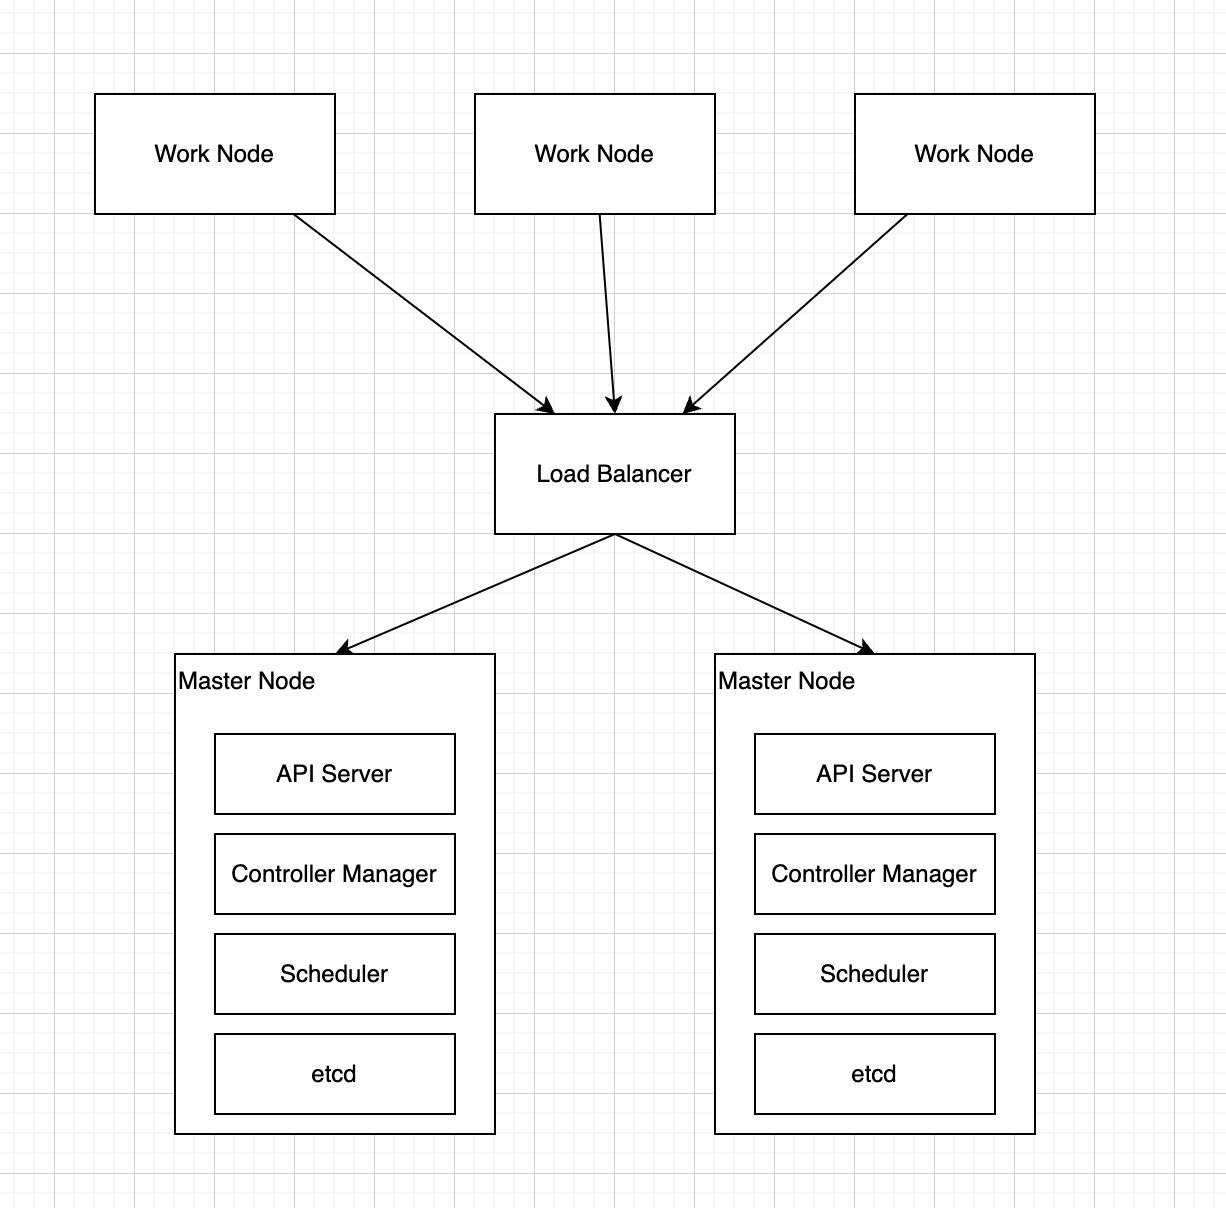 Work Node
Work Node
Work Node
Load Balancer
Master Node
API Server
Controller Manager
Scheduler
etcd
Master Node
API Server
Controller Manager
Scheduler
etcd